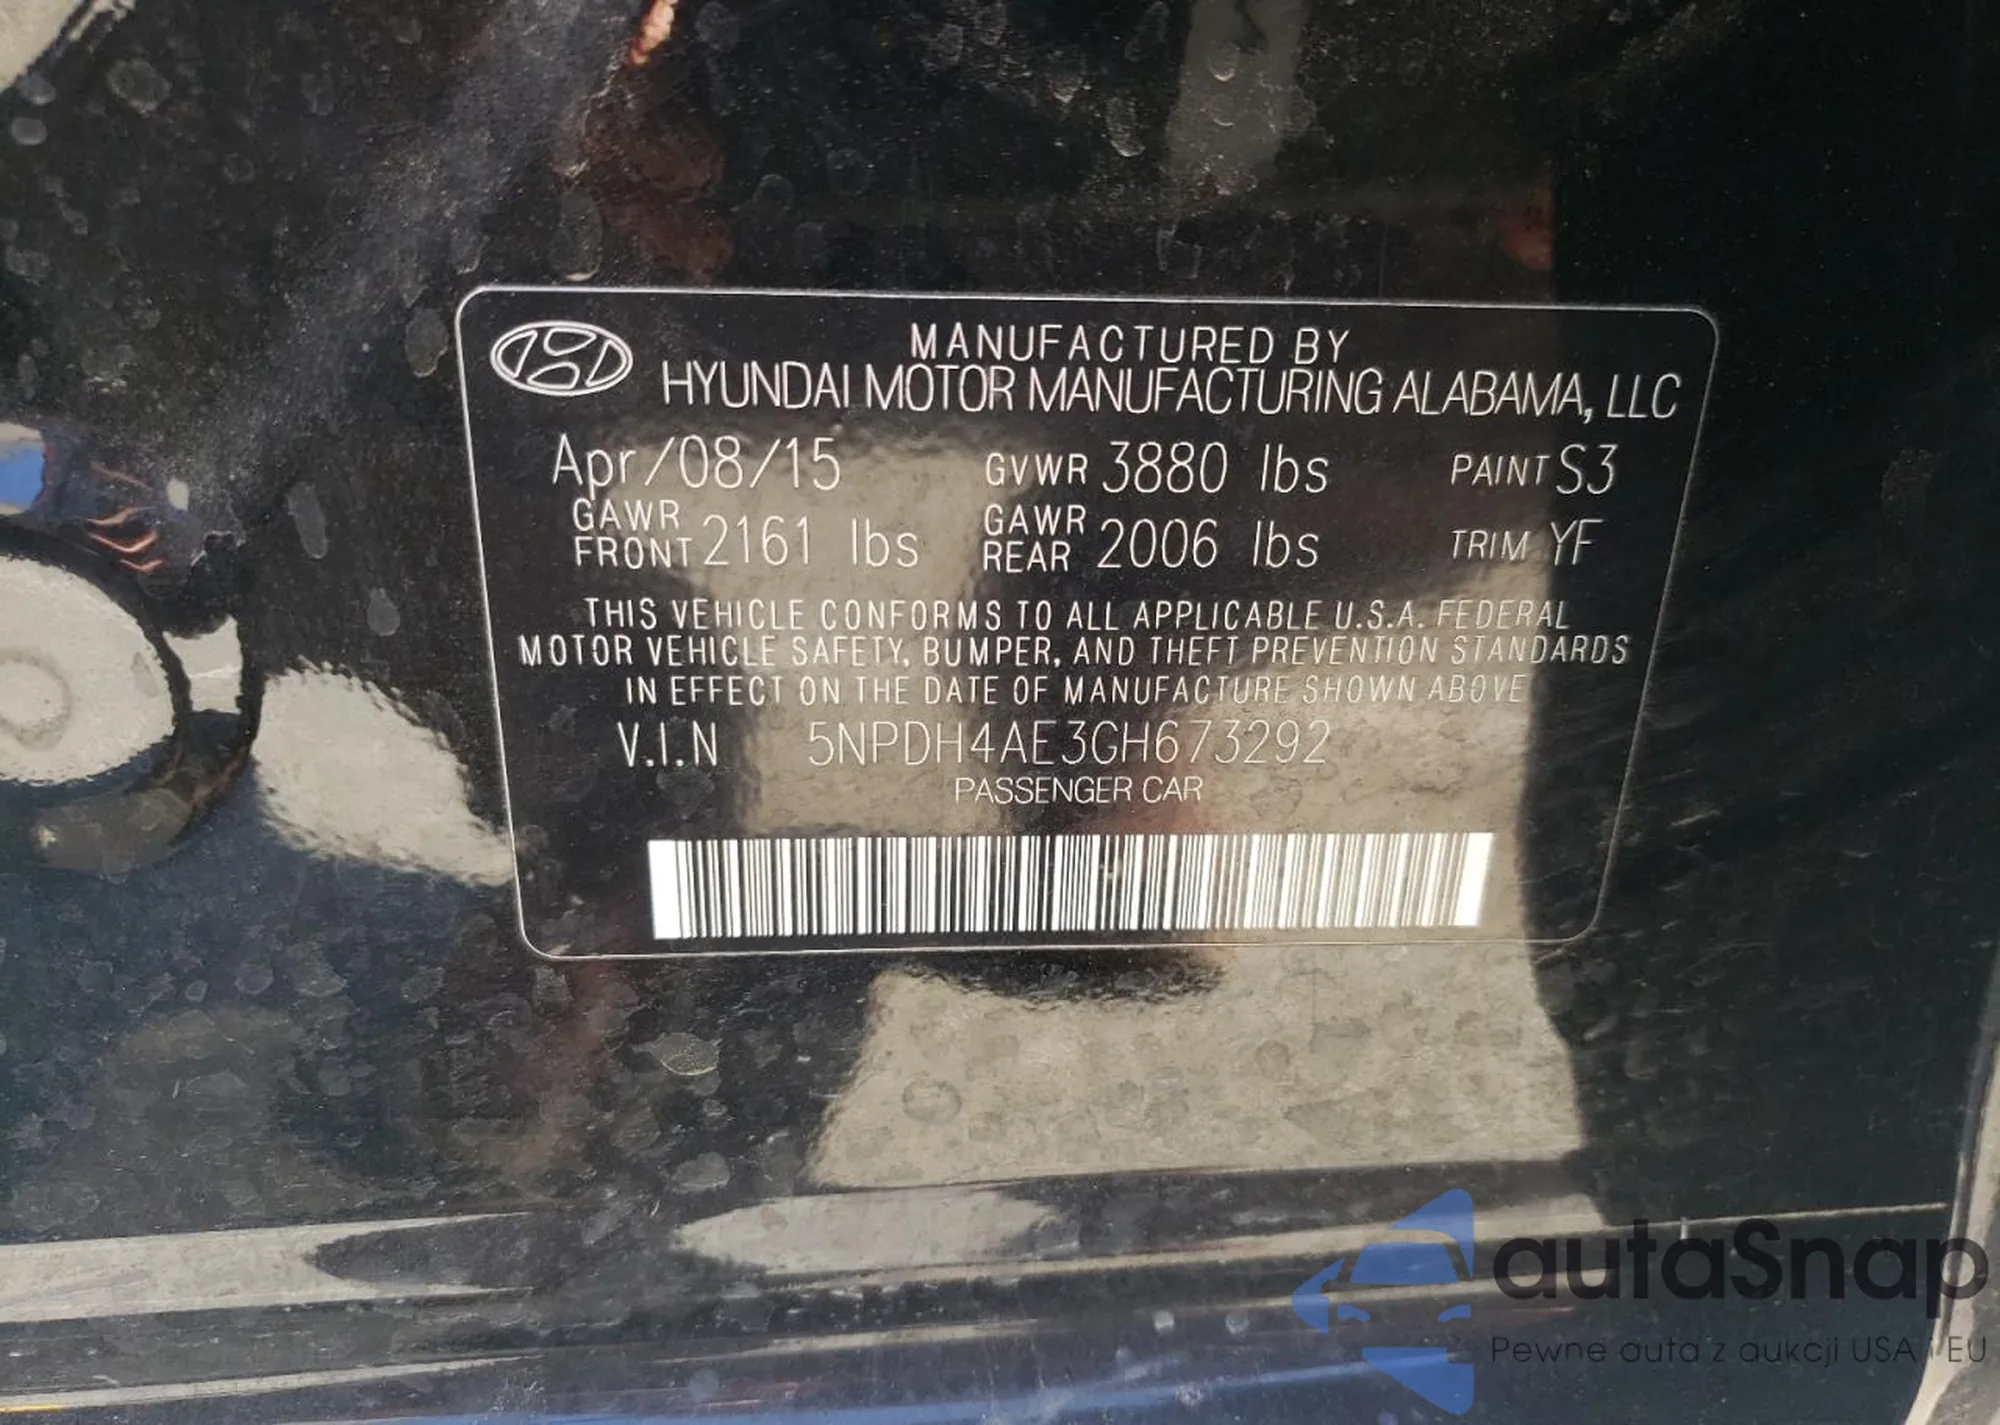 MANUFACTURED BY
HYUNDAI MOTOR MANUFACTURING ALABAMA, LLC
Apr/08/15 GVWR 3880 lbs PAINT S3
GAWR FRONT 2161 lbs GAWR REAR 2006 lbs TRIM YF
THIS VEHICLE CONFORMS TO ALL APPLICABLE U.S.A. FEDERAL
MOTOR VEHICLE SAFETY, BUMPER, AND THEFT PREVENTION STANDARDS
IN EFFECT ON THE DATE OF MANUFACTURE SHOWN ABOVE
V.I.N 5NPDH4AE3GH673292
PASSENGER CAR
autaSnap
Pewne auta z aukcji USA i EU